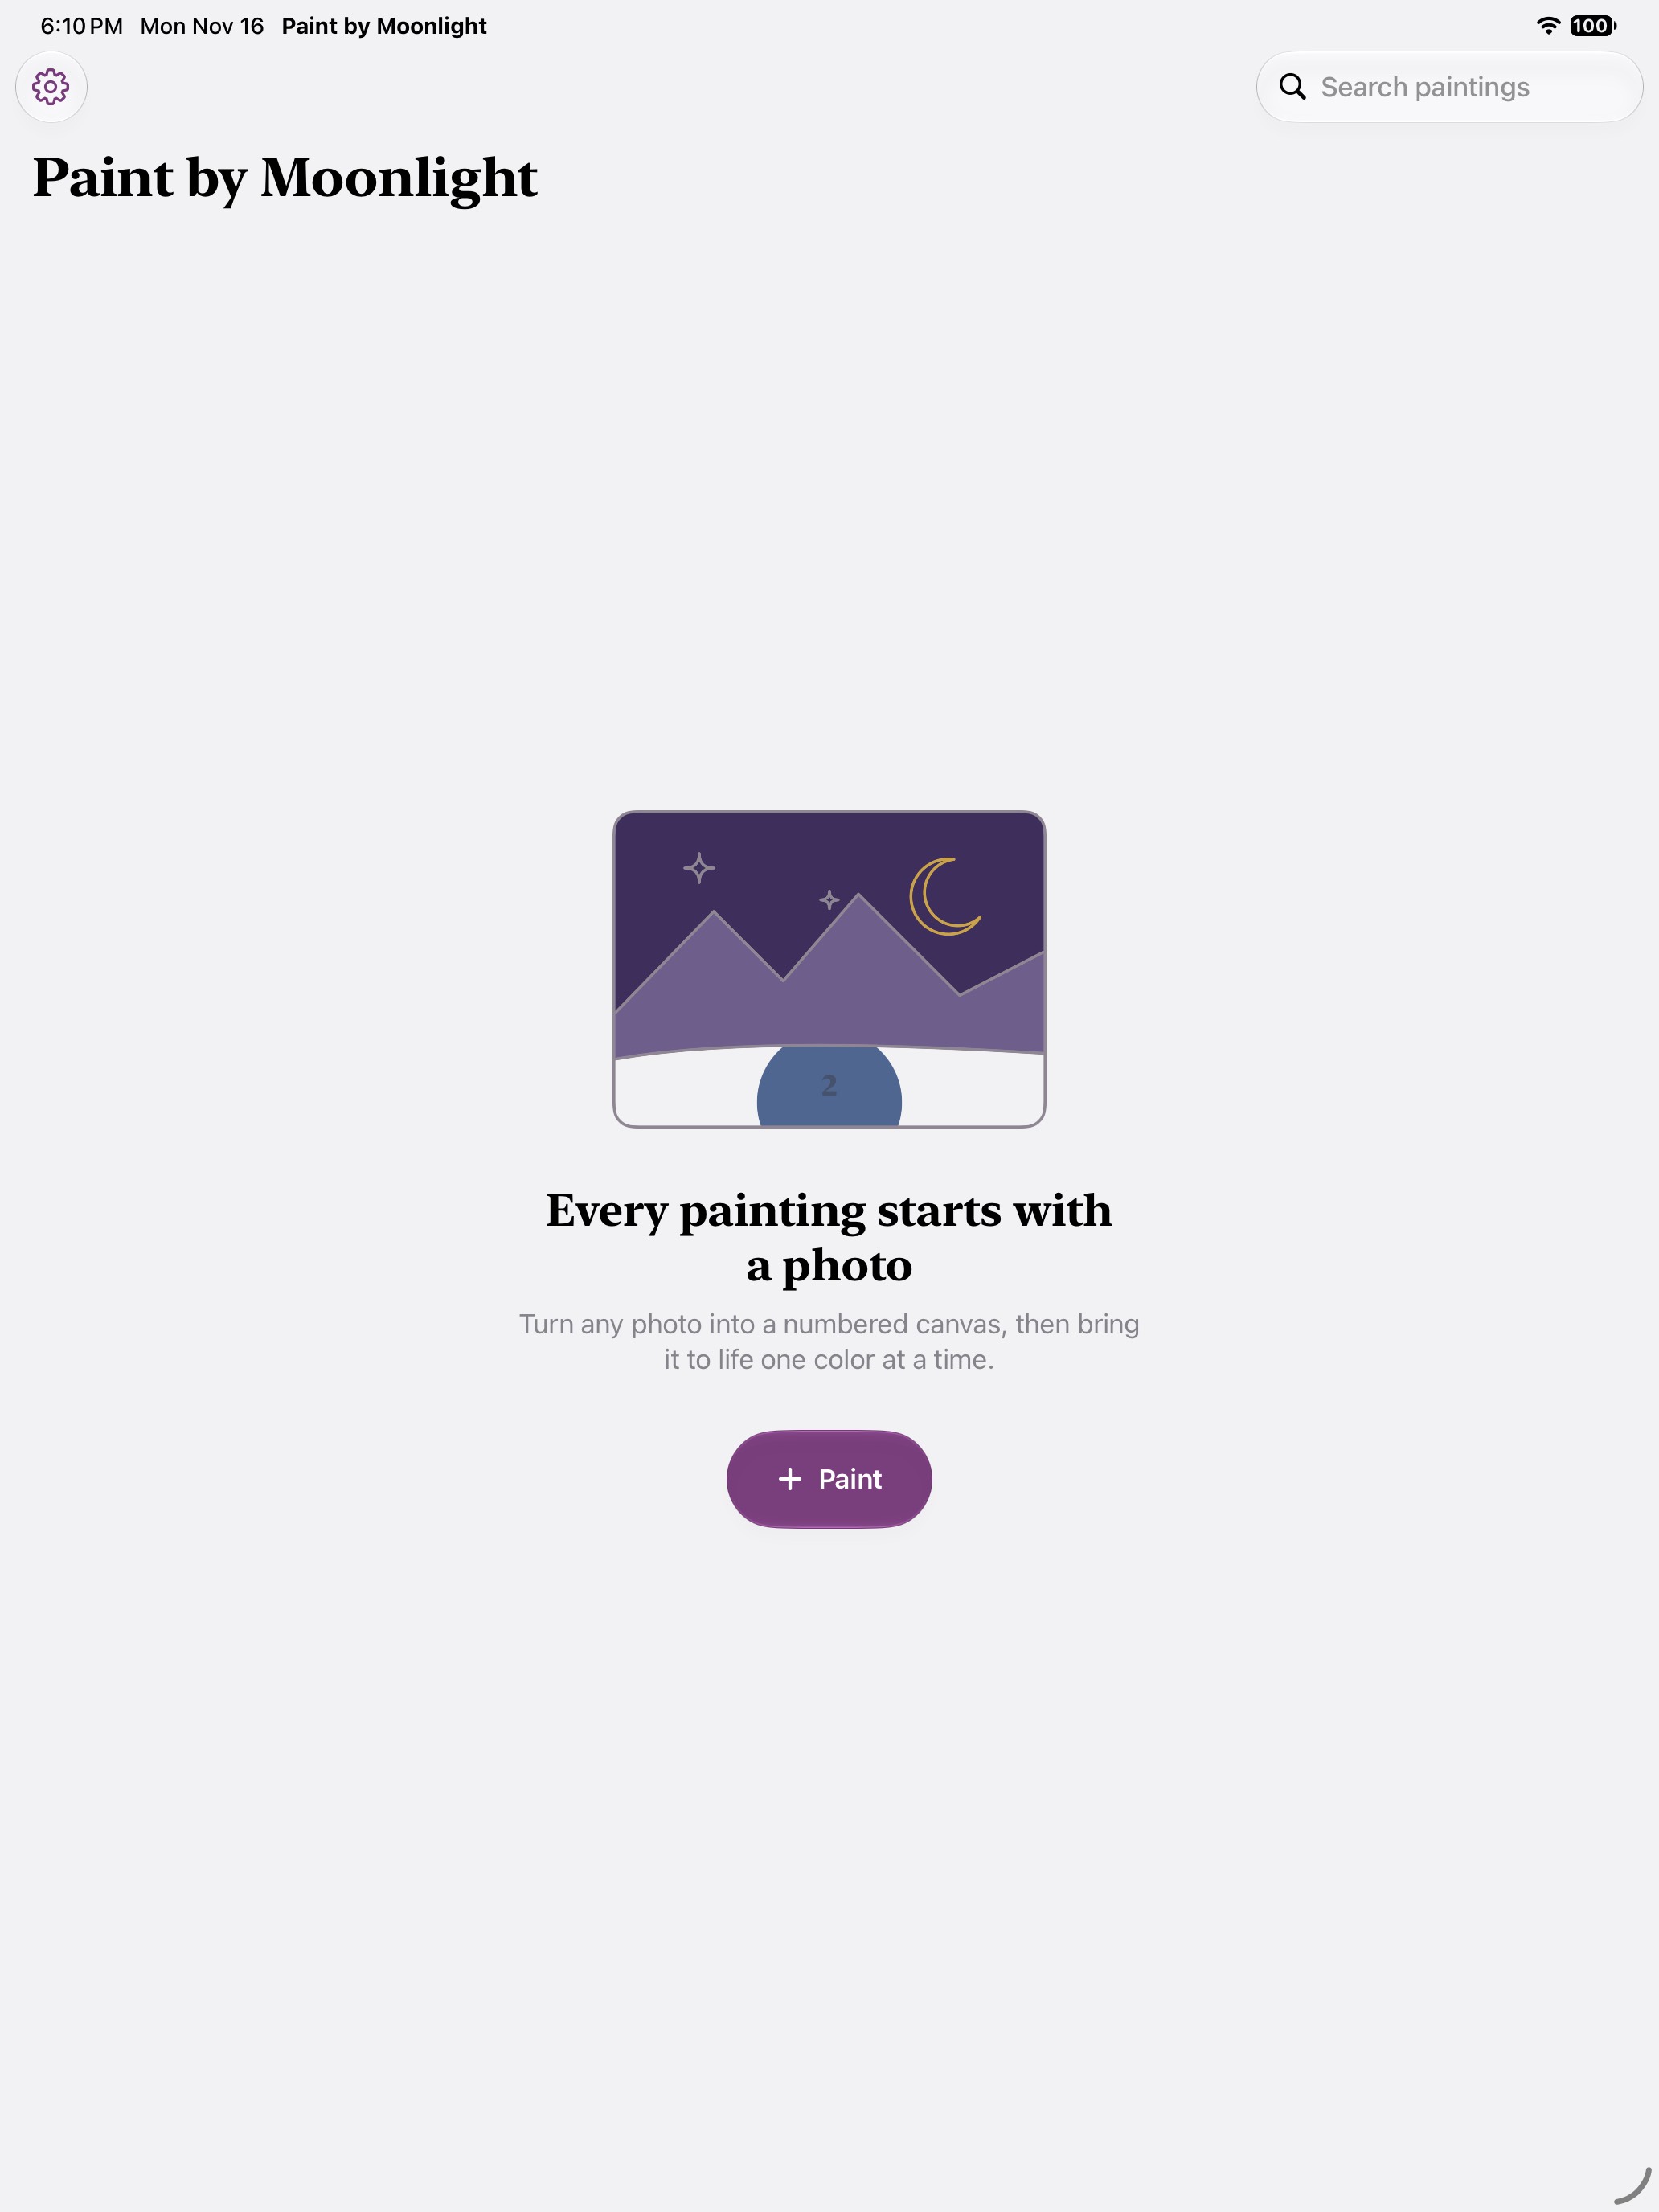 6:10 PM Mon Nov 16 Paint by Moonlight
100
Search paintings
Paint by Moonlight
2
Every painting starts with
a photo
Turn any photo into a numbered canvas, then bring
it to life one color at a time.
+ Paint